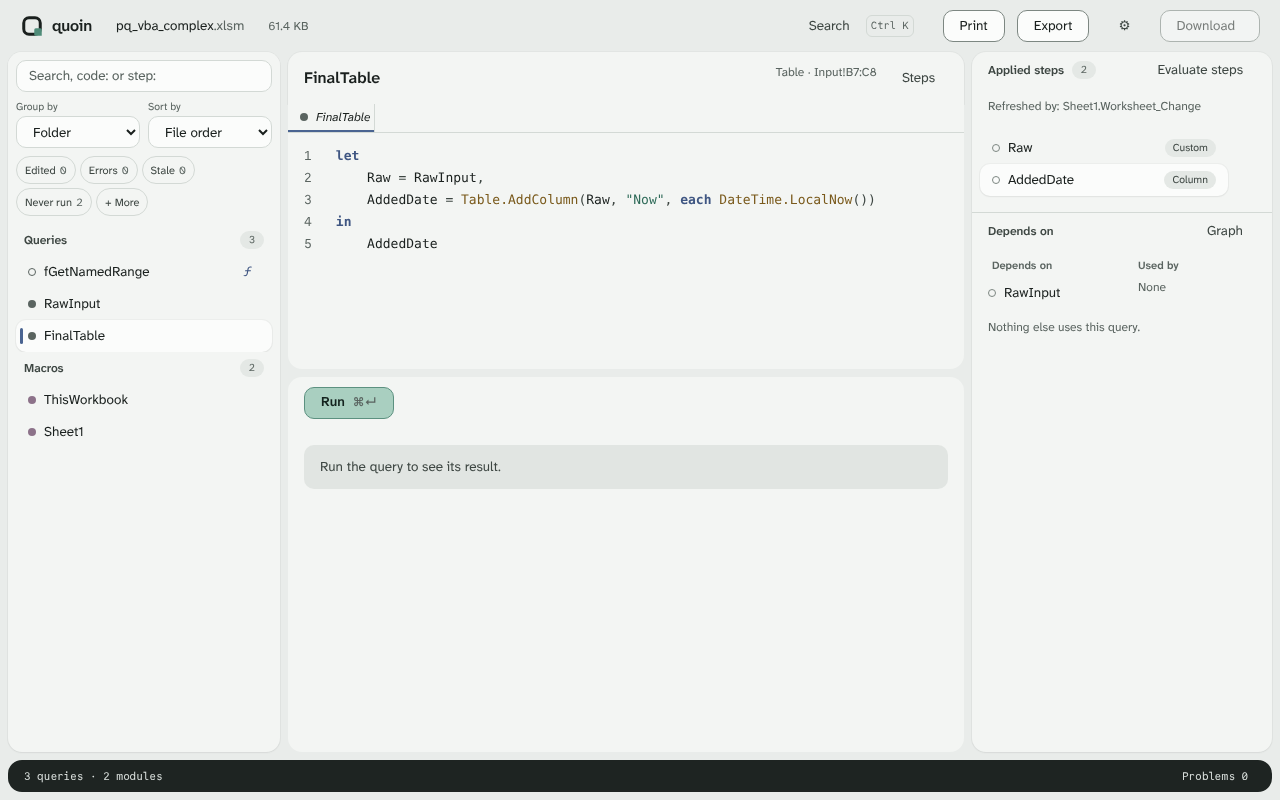 quoin
pq_vba_complex.xlsm
61.4 KB
Search
Ctrl K
Print
Export
Download
Search, code: or step:
Group by
Sort by
Folder
File order
Edited 0
Errors 0
Stale 0
Never run 2
+ More
Queries
3
fGetNamedRange
ƒ
RawInput
FinalTable
Macros
2
ThisWorkbook
Sheet1
FinalTable
Table · Input!B7:C8
Steps
FinalTable
1 let
2 Raw = RawInput,
3 AddedDate = Table.AddColumn(Raw, "Now", each DateTime.LocalNow())
4 in
5 AddedDate
Run ⌘↵
Run the query to see its result.
Applied steps
2
Evaluate steps
Refreshed by: Sheet1.Worksheet_Change
Raw
Custom
AddedDate
Column
Depends on
Graph
Depends on
Used by
RawInput
None
Nothing else uses this query.
3 queries · 2 modules
Problems 0